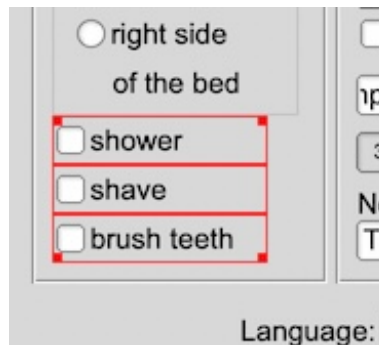 right side
of the bed
shower
shave
brush teeth
Language: